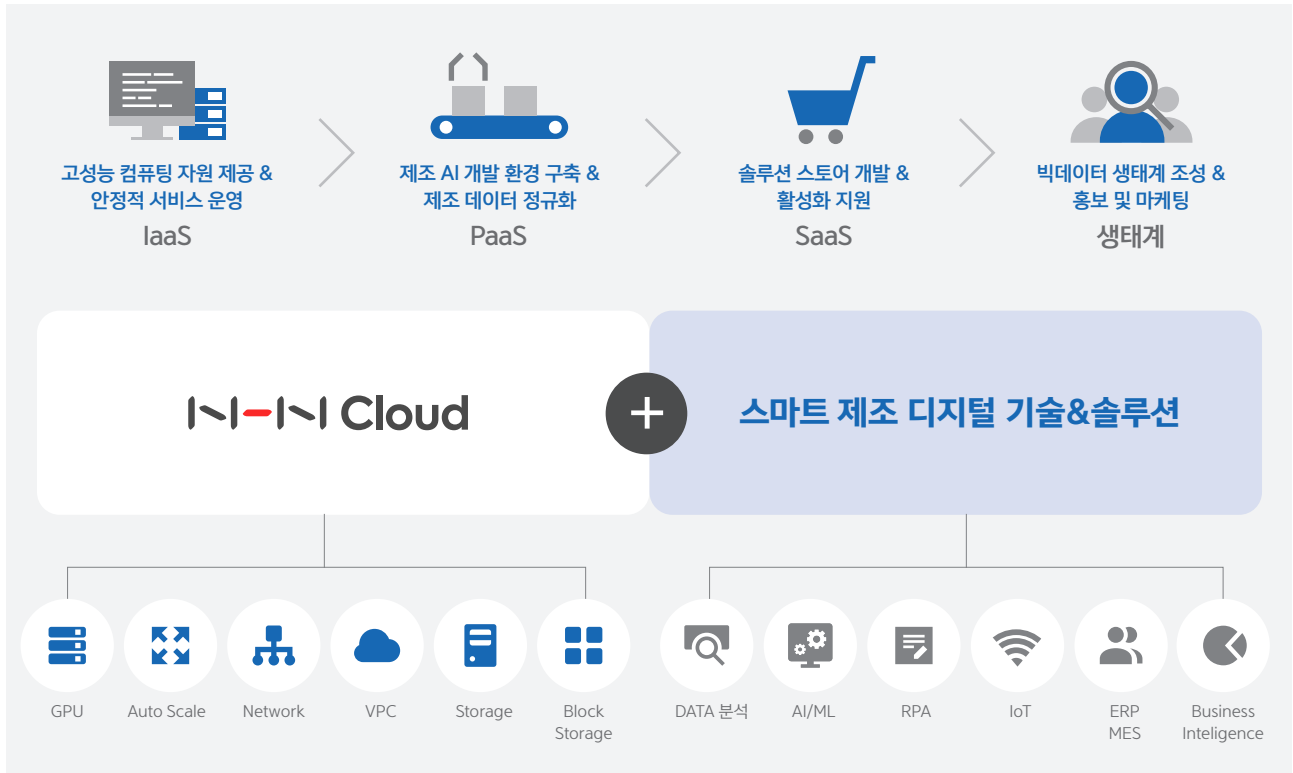 고성능 컴퓨팅 자원 제공 &
안정적 서비스 운영
IaaS
제조 AI 개발 환경 구축 &
제조 데이터 정규화
PaaS
솔루션 스토어 개발 &
활성화 지원
SaaS
빅데이터 생태계 조성 &
홍보 및 마케팅
생태계
NHN Cloud
+
스마트 제조 디지털 기술&솔루션
GPU
Auto Scale
Network
VPC
Storage
Block
Storage
DATA 분석
AI/ML
RPA
IoT
ERP
MES
Business
Inteligence